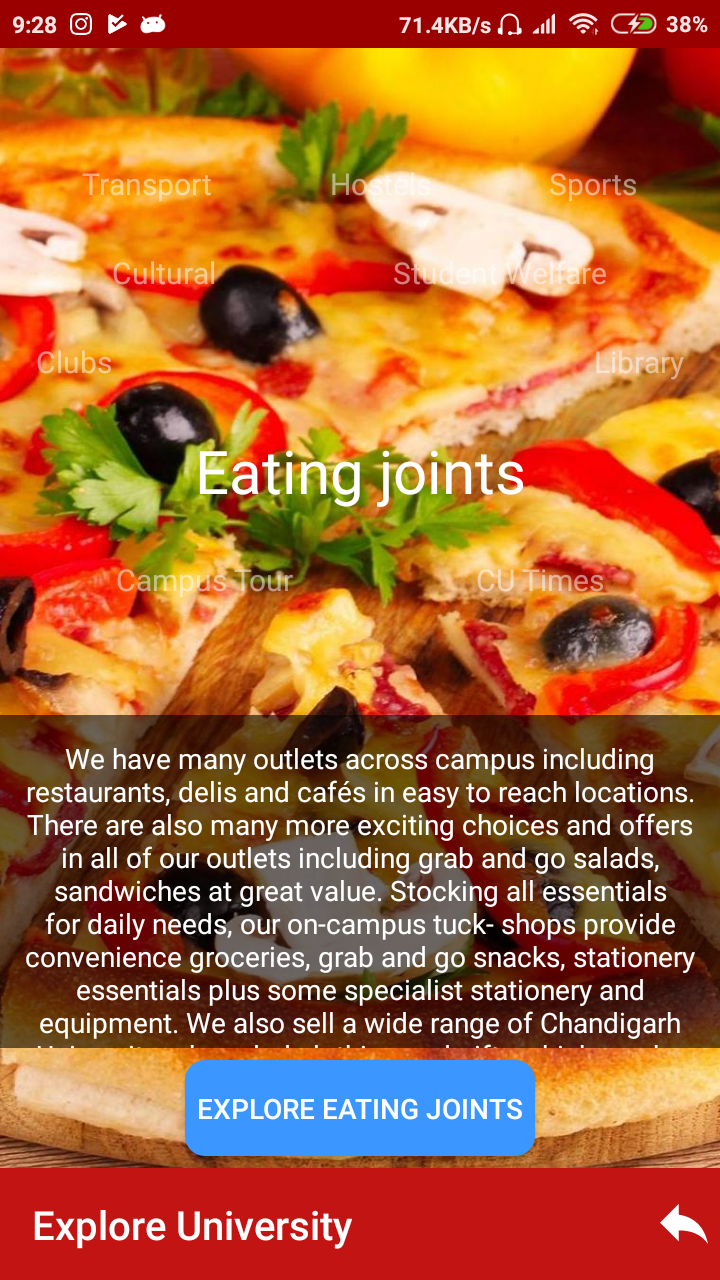 9:28 71.4KB/s 38%
Transport Hostels Sports
Cultural Student Welfare
Clubs Library
Eating joints
Campus Tour CU Times
We have many outlets across campus including
restaurants, delis and cafés in easy to reach locations.
There are also many more exciting choices and offers
in all of our outlets including grab and go salads,
sandwiches at great value. Stocking all essentials
for daily needs, our on-campus tuck- shops provide
convenience groceries, grab and go snacks, stationery
essentials plus some specialist stationery and
equipment. We also sell a wide range of Chandigarh
EXPLORE EATING JOINTS
Explore University